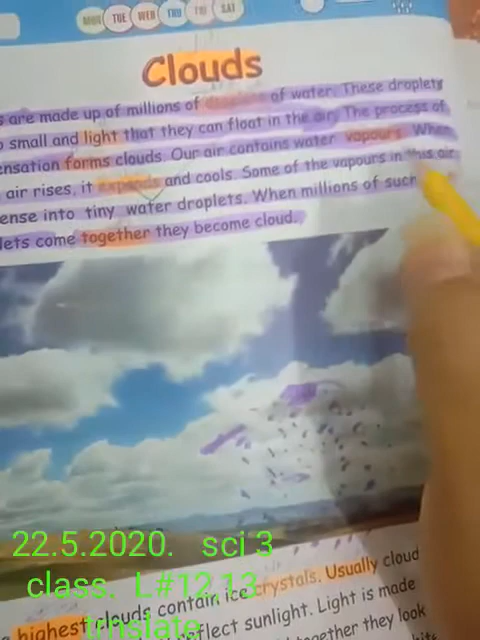 MON TUE WED THU FRI SAT
Clouds
s are made up of millions of droplets of water. These droplets
o small and light that they can float in the air. The process of
ensation forms clouds. Our air contains water vapours. When
air rises, it expands and cools. Some of the vapours in this air
ense into tiny water droplets. When millions of such
lets come together they become cloud.
22.5.2020. sci 3
class. L#12,13
trnslate
highest clouds contain ice crystals. Usually cloud
eflect sunlight. Light is made
together they look